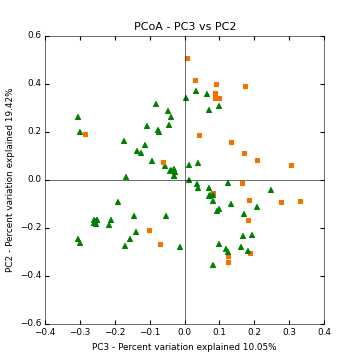 PCoA - PC3 vs PC2
0.6
0.4
0.2
0.0
−0.2
−0.4
−0.6
PC2 - Percent variation explained 19.42%
−0.4 −0.3 −0.2 −0.1 0.0 0.1 0.2 0.3 0.4
PC3 - Percent variation explained 10.05%